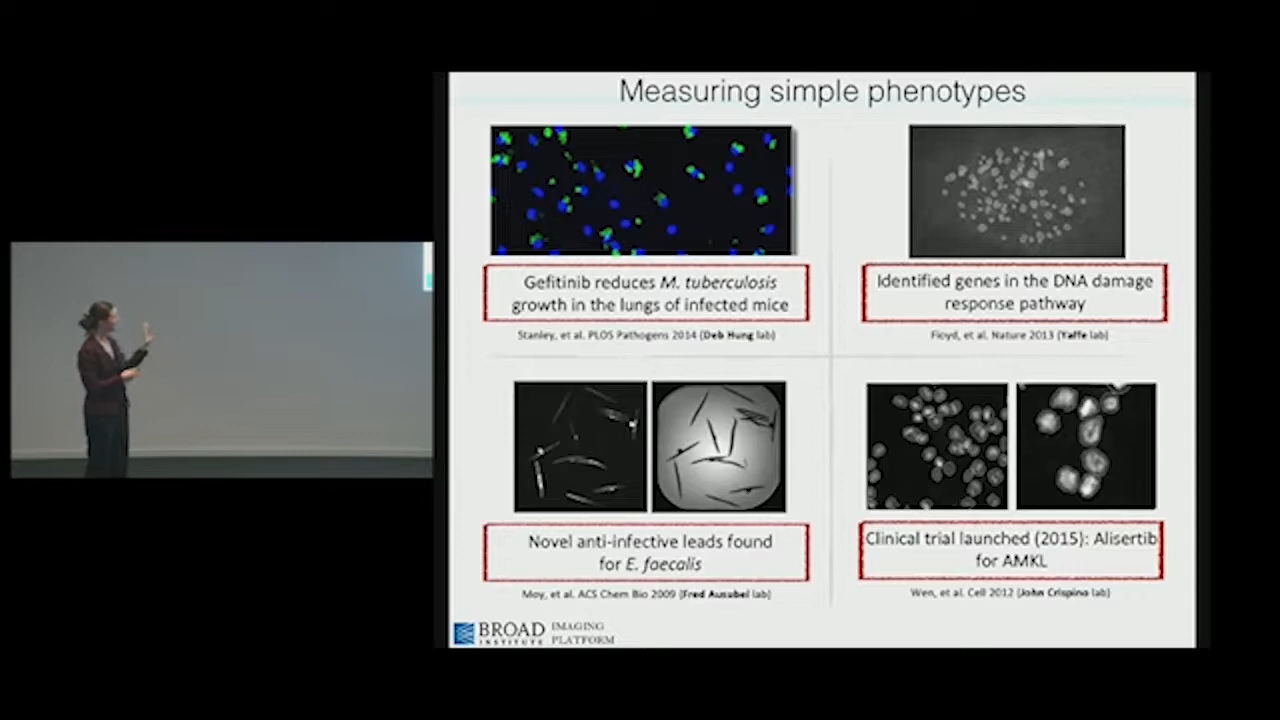 Measuring simple phenotypes
Gefitinib reduces M. tuberculosis
growth in the lungs of infected mice
Stanley, et al. PLOS Pathogens 2014 (Deb Hung lab)
Identified genes in the DNA damage
response pathway
Floyd, et al. Nature 2013 (Yaffe lab)
Novel anti-infective leads found
for E. faecalis
Moy, et al. ACS Chem Bio 2009 (Fred Ausubel lab)
Clinical trial launched (2015): Alisertib
for AMKL
Wen, et al. Cell 2012 (John Crispino lab)
BROAD
INSTITUTE
IMAGING
PLATFORM